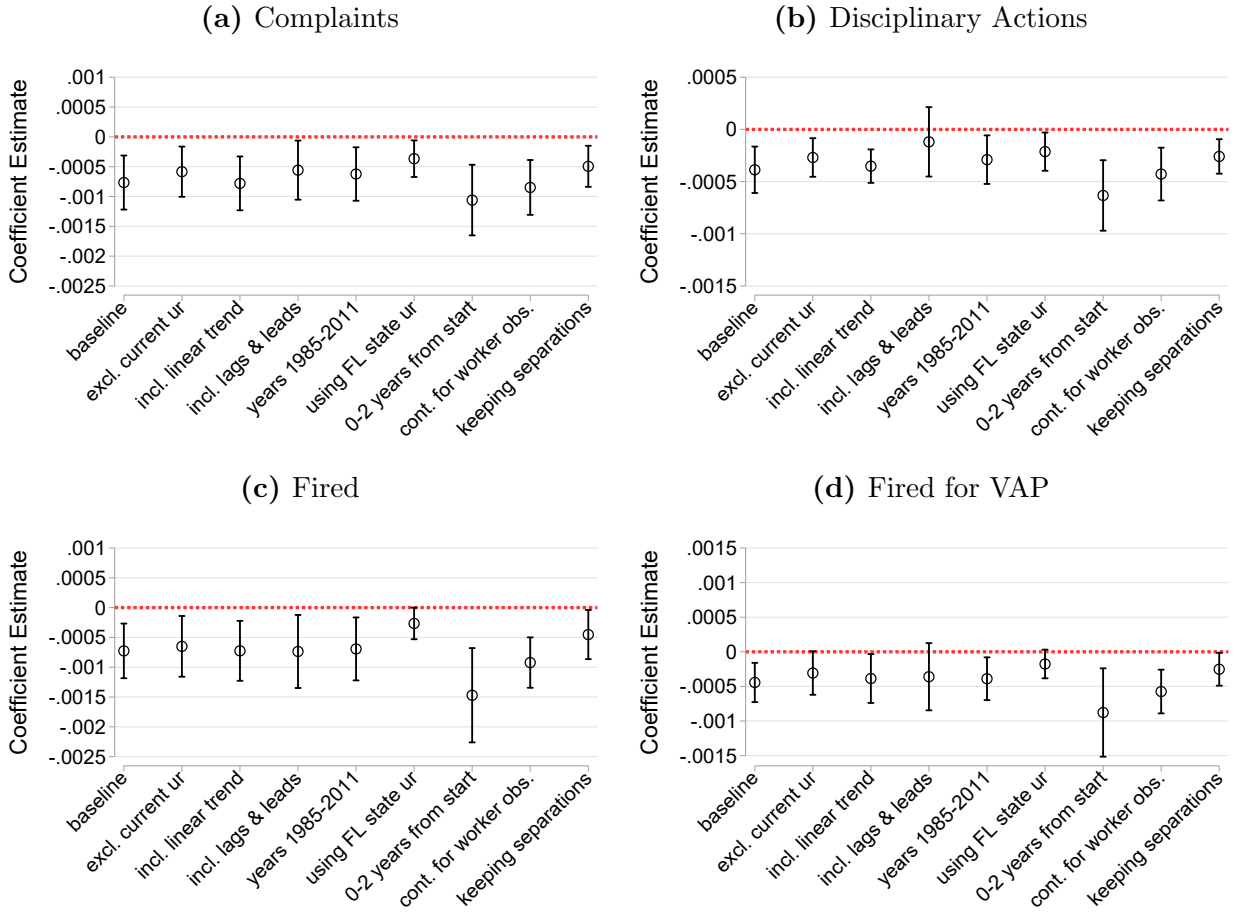 (a) Complaints
Coefficient Estimate
.001
.0005
0
-.0005
-.001
-.0015
-.002
-.0025
baseline
excl. current ur
incl. linear trend
incl. lags & leads
years 1985-2011
using FL state ur
0-2 years from start
cont. for worker obs.
keeping separations
(b) Disciplinary Actions
Coefficient Estimate
.0005
0
-.0005
-.001
-.0015
baseline
excl. current ur
incl. linear trend
incl. lags & leads
years 1985-2011
using FL state ur
0-2 years from start
cont. for worker obs.
keeping separations
(c) Fired
Coefficient Estimate
.001
.0005
0
-.0005
-.001
-.0015
-.002
-.0025
baseline
excl. current ur
incl. linear trend
incl. lags & leads
years 1985-2011
using FL state ur
0-2 years from start
cont. for worker obs.
keeping separations
(d) Fired for VAP
Coefficient Estimate
.0015
.001
.0005
0
-.0005
-.001
-.0015
baseline
excl. current ur
incl. linear trend
incl. lags & leads
years 1985-2011
using FL state ur
0-2 years from start
cont. for worker obs.
keeping separations